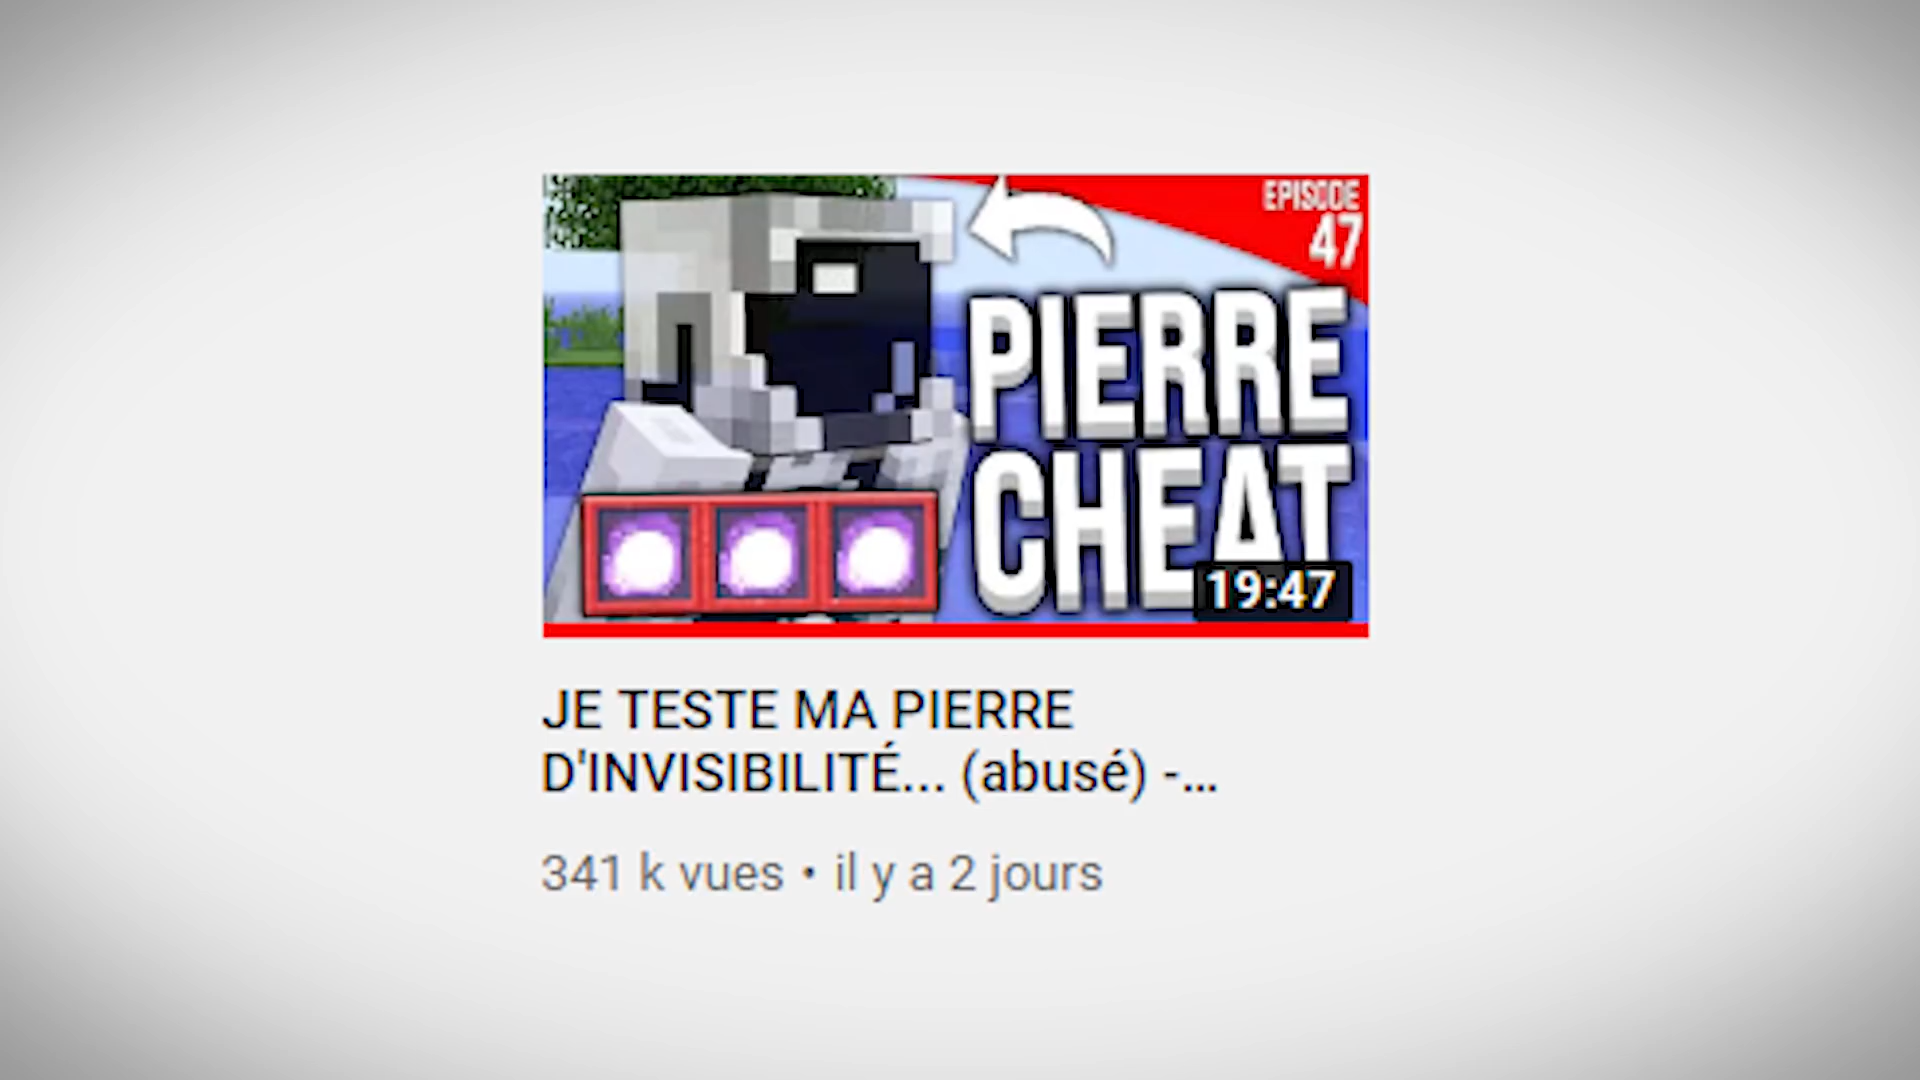 EPISODE
47
PIERRE
CHEAT
19:47
JE TESTE MA PIERRE
D'INVISIBILITÉ... (abusé) -...
341 k vues • il y a 2 jours